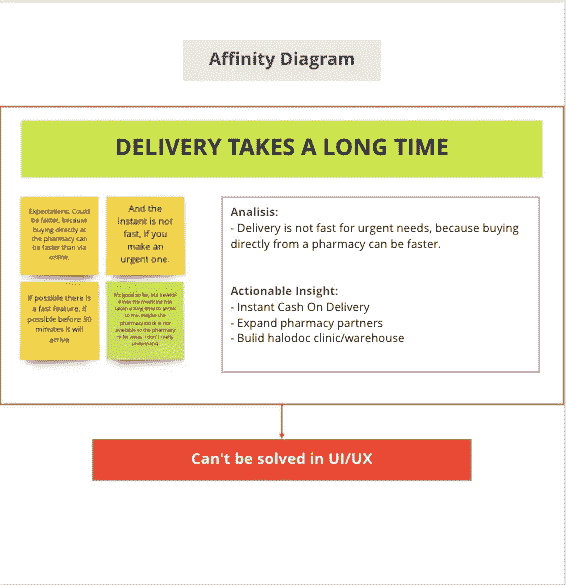 Affinity Diagram
DELIVERY TAKES A LONG TIME
Expectations. Could
be faster, because
buying directly at
the pharmacy can
be faster than via
online.
And the
instant is not
fast, if you
make an
urgent one.
If possible there is
a fast feature, if
possible before 30
minutes it will
arrive
Analisis:
- Delivery is not fast for urgent needs, because buying
directly from a pharmacy can be faster.
Actionable Insight:
- Instant Cash On Delivery
- Expand pharmacy partners
- Bulid halodoc clinic/warehouse
Can't be solved in UI/UX